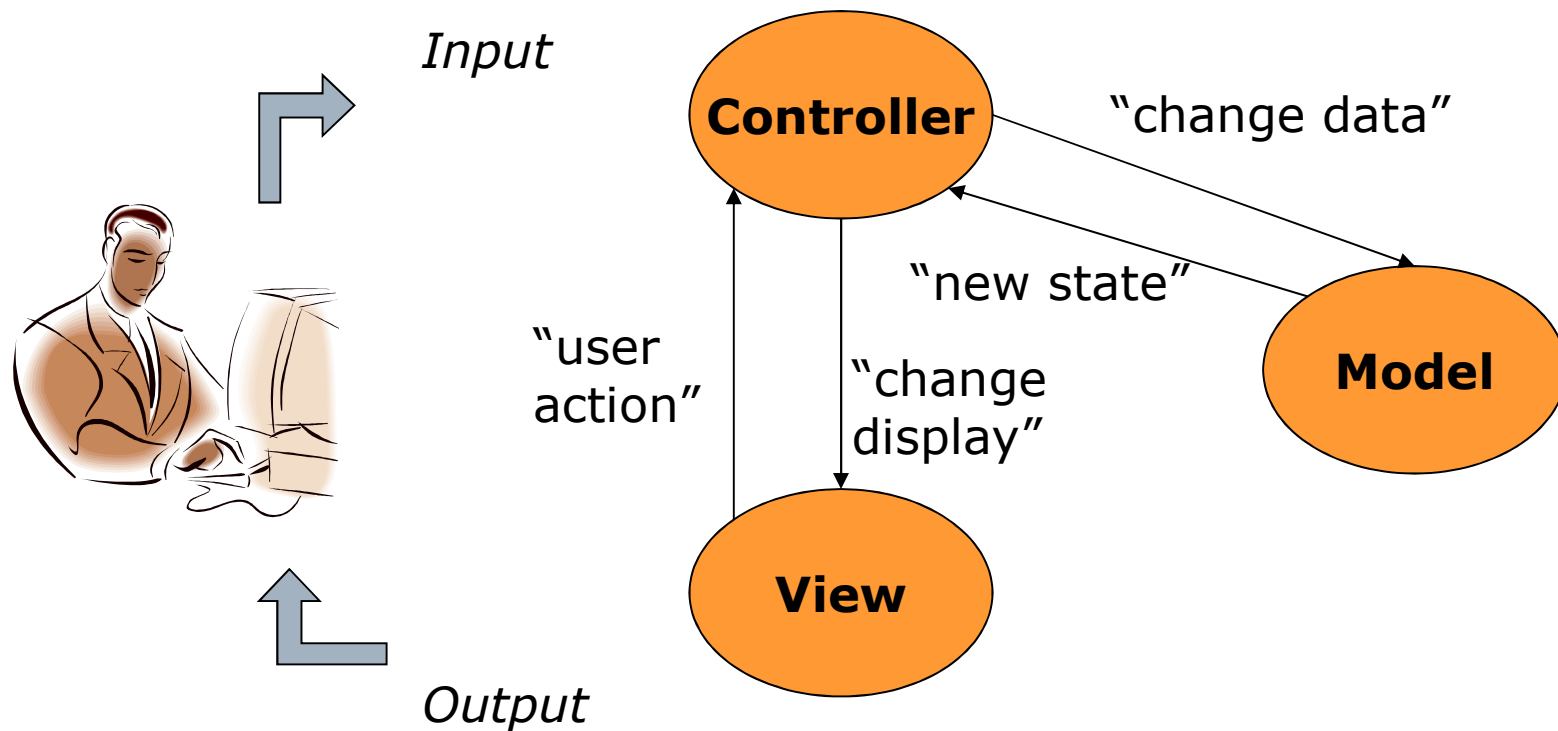 Input
Controller
“change data”
“new state”
“user
action”
“change
display”
Model
View
Output